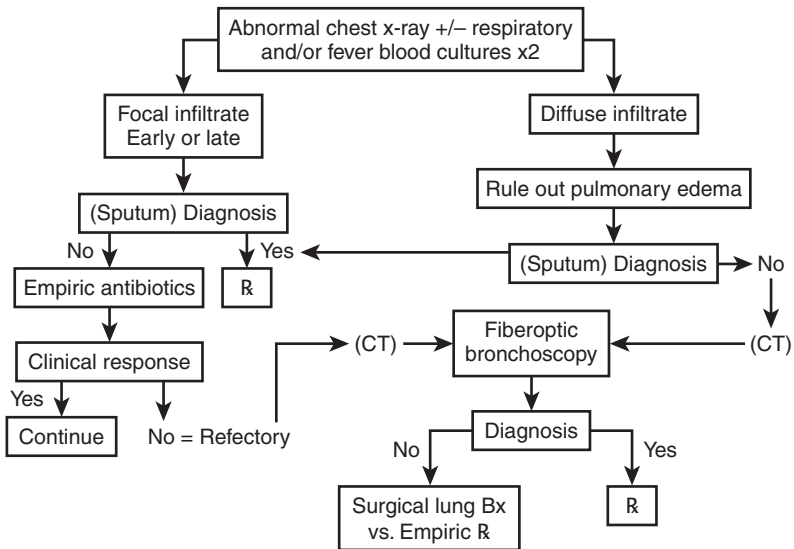 Abnormal chest x-ray +/– respiratory
and/or fever blood cultures x2
Focal infiltrate
Early or late
Diffuse infiltrate
Rule out pulmonary edema
(Sputum) Diagnosis
No
Yes
(Sputum) Diagnosis
No
Empiric antibiotics
℞
Clinical response
(CT)
Fiberoptic
bronchoscopy
(CT)
Yes
Continue
No = Refectory
Diagnosis
No
Yes
Surgical lung Bx
vs. Empiric ℞
℞